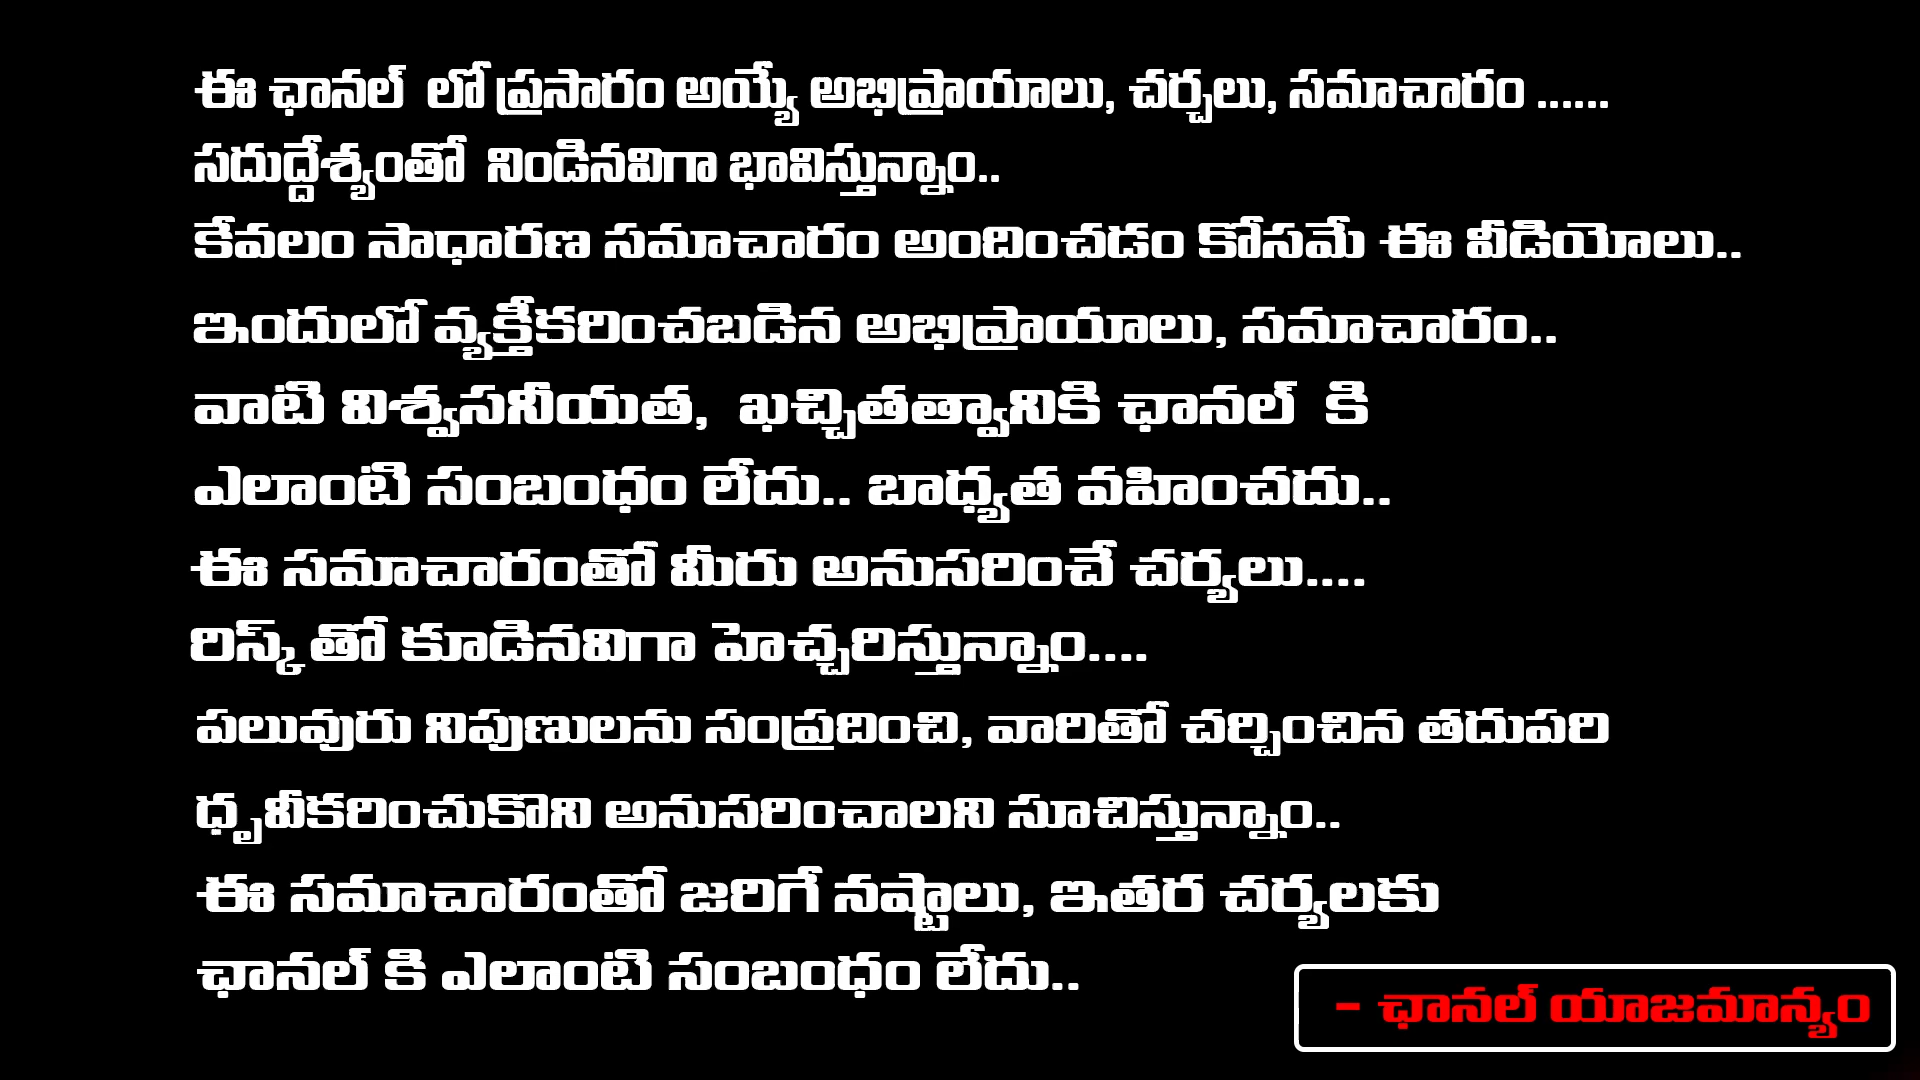 ఈ ఛానల్ లో ప్రసారం అయ్యే అభిప్రాయాలు, చర్చలు, సమాచారం ......
సదుద్దేశ్యంతో నిండినవిగా భావిస్తున్నాం..
కేవలం సాధారణ సమాచారం అందించడం కోసమే ఈ వీడియోలు..
ఇందులో వ్యక్తీకరించబడిన అభిప్రాయాలు, సమాచారం..
వాటి విశ్వసనీయత, ఖచ్చితత్వానికి ఛానల్ కి
ఎలాంటి సంబంధం లేదు.. బాధ్యత వహించదు..
ఈ సమాచారంతో మీరు అనుసరించే చర్యలు....
రిస్క్ తో కూడినవిగా హెచ్చరిస్తున్నాం....
పలువురు నిపుణులను సంప్రదించి, వారితో చర్చించిన తదుపరి
ధృవీకరించుకొని అనుసరించాలని సూచిస్తున్నాం..
ఈ సమాచారంతో జరిగే నష్టాలు, ఇతర చర్యలకు
ఛానల్ కి ఎలాంటి సంబంధం లేదు..
- ఛానల్ యాజమాన్యం